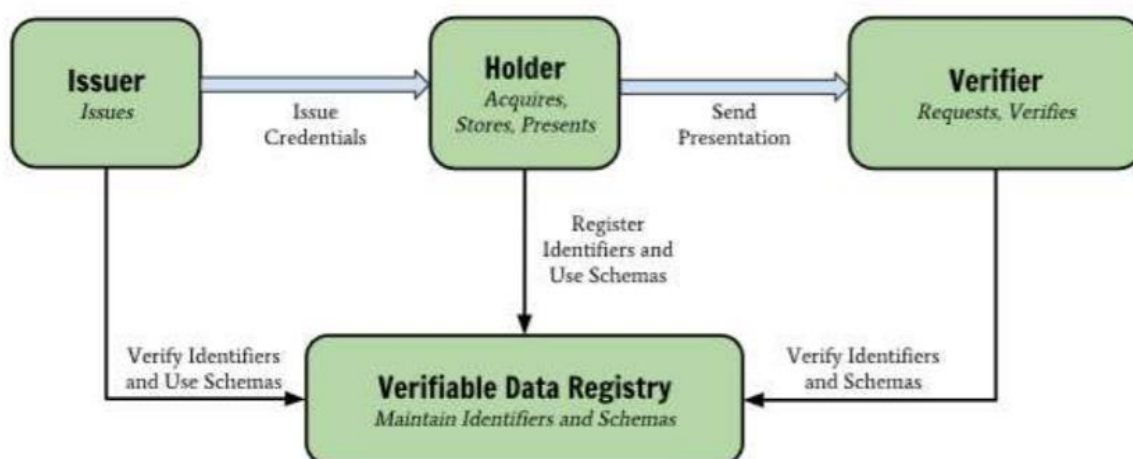 Issuer
Issues
Issue
Credentials
Holder
Acquires,
Stores, Presents
Send
Presentation
Verifier
Requests, Verifies
Register
Identifiers and
Use Schemas
Verify Identifiers
and Use Schemas
Verifiable Data Registry
Maintain Identifiers and Schemas
Verify Identifiers
and Schemas